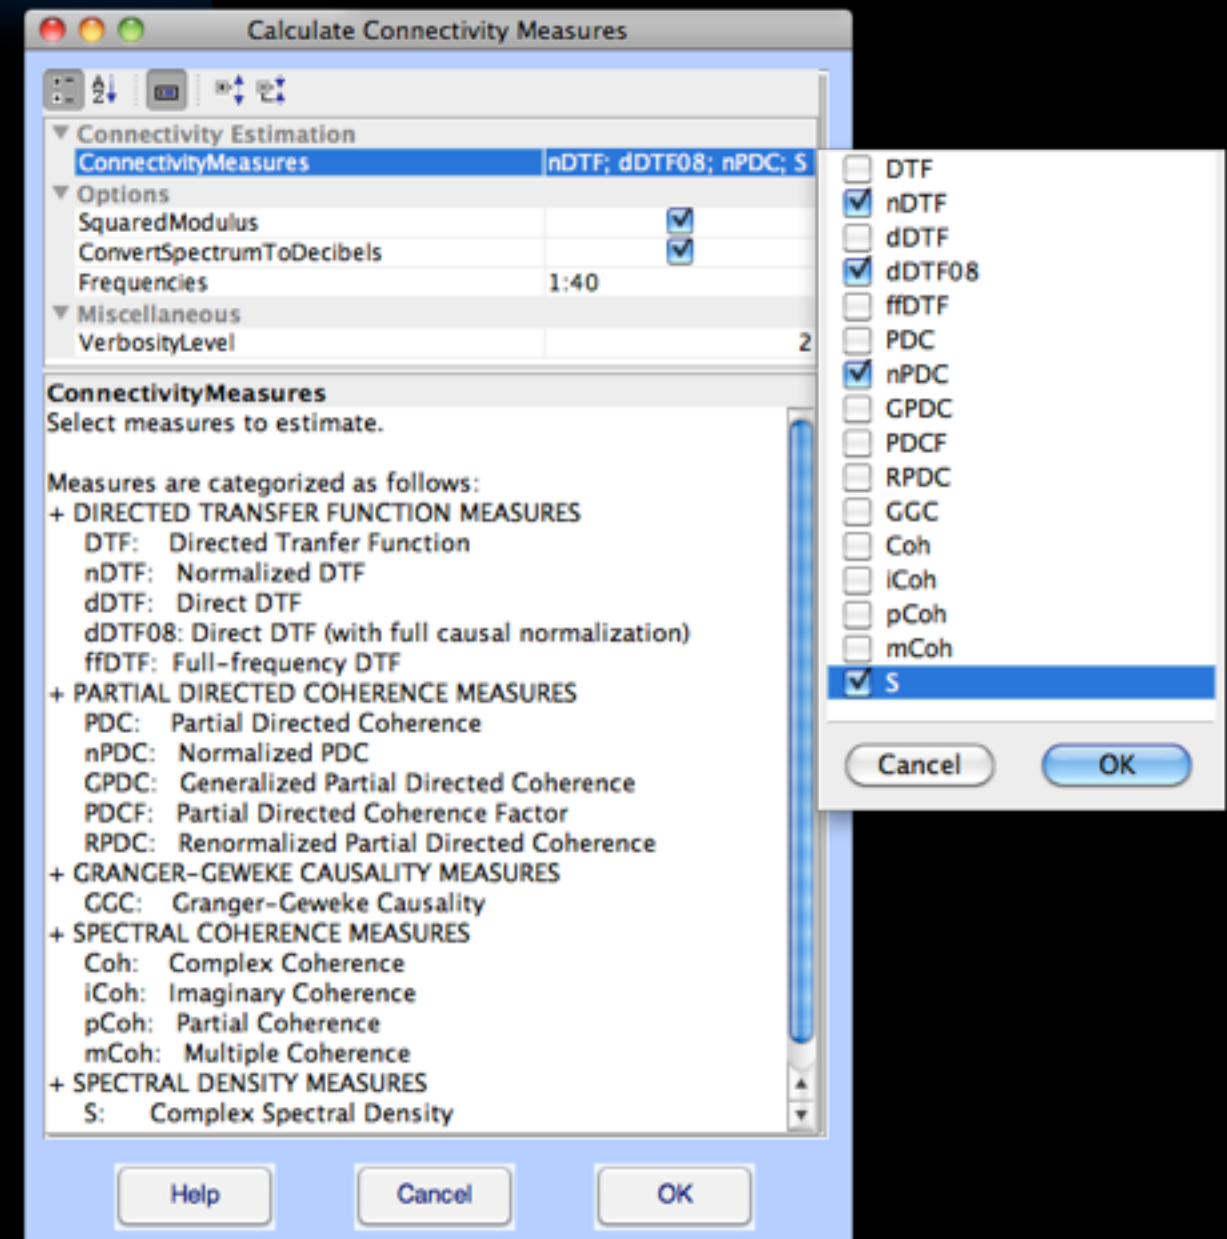 Calculate Connectivity Measures
Connectivity Estimation
ConnectivityMeasures nDTF; dDTF08; nPDC; S
Options
SquaredModulus
ConvertSpectrumToDecibels
Frequencies 1:40
Miscellaneous
VerbosityLevel 2
ConnectivityMeasures
Select measures to estimate.
Measures are categorized as follows:
+ DIRECTED TRANSFER FUNCTION MEASURES
DTF: Directed Tranfer Function
nDTF: Normalized DTF
dDTF: Direct DTF
dDTF08: Direct DTF (with full causal normalization)
ffDTF: Full-frequency DTF
+ PARTIAL DIRECTED COHERENCE MEASURES
PDC: Partial Directed Coherence
nPDC: Normalized PDC
GPDC: Generalized Partial Directed Coherence
PDCF: Partial Directed Coherence Factor
RPDC: Renormalized Partial Directed Coherence
+ GRANGER-GEWEKE CAUSALITY MEASURES
GGC: Granger-Geweke Causality
+ SPECTRAL COHERENCE MEASURES
Coh: Complex Coherence
iCoh: Imaginary Coherence
pCoh: Partial Coherence
mCoh: Multiple Coherence
+ SPECTRAL DENSITY MEASURES
S: Complex Spectral Density
Help Cancel OK
DTF
nDTF
dDTF
dDTF08
ffDTF
PDC
nPDC
GPDC
PDCF
RPDC
GGC
Coh
iCoh
pCoh
mCoh
S
Cancel OK